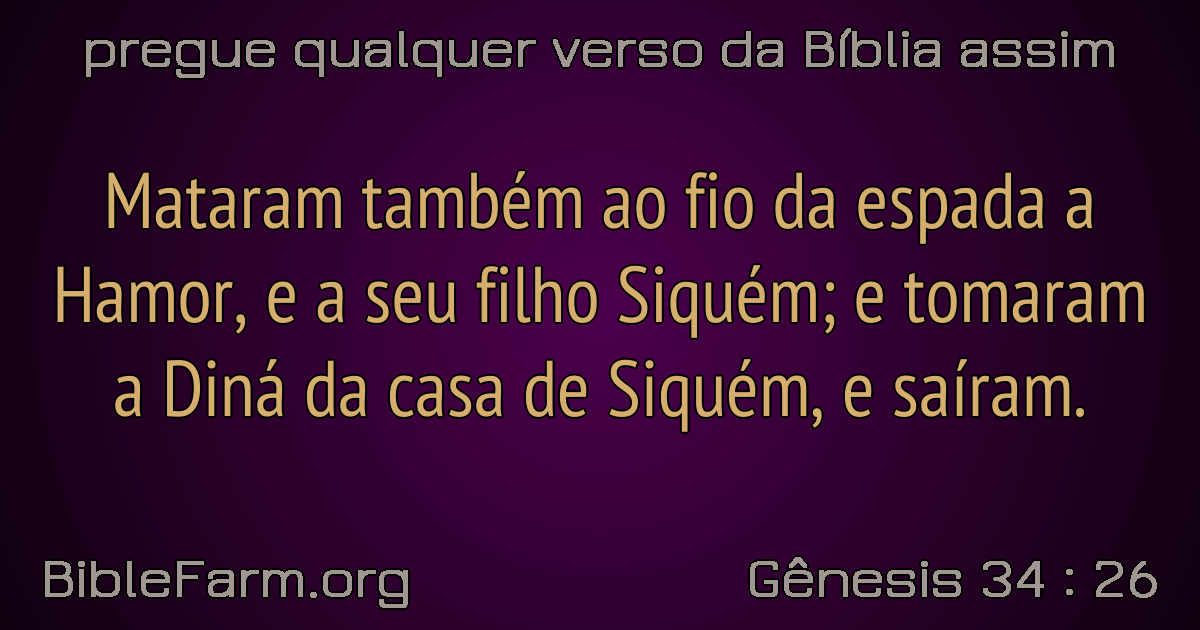 pregue qualquer verso da Bíblia assim
Mataram também ao fio da espada a
Hamor, e a seu filho Siquém; e tomaram
a Diná da casa de Siquém, e saíram.
BibleFarm.org
Gênesis 34 : 26